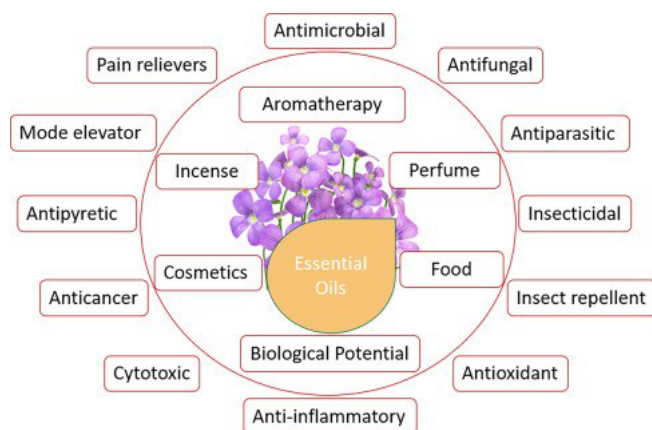 Antimicrobial
Pain relievers
Antifungal
Aromatherapy
Mode elevator
Antiparasitic
Incense
Perfume
Antipyretic
Insecticidal
Essential
Oils
Cosmetics
Food
Anticancer
Insect repellent
Biological Potential
Cytotoxic
Antioxidant
Anti-inflammatory